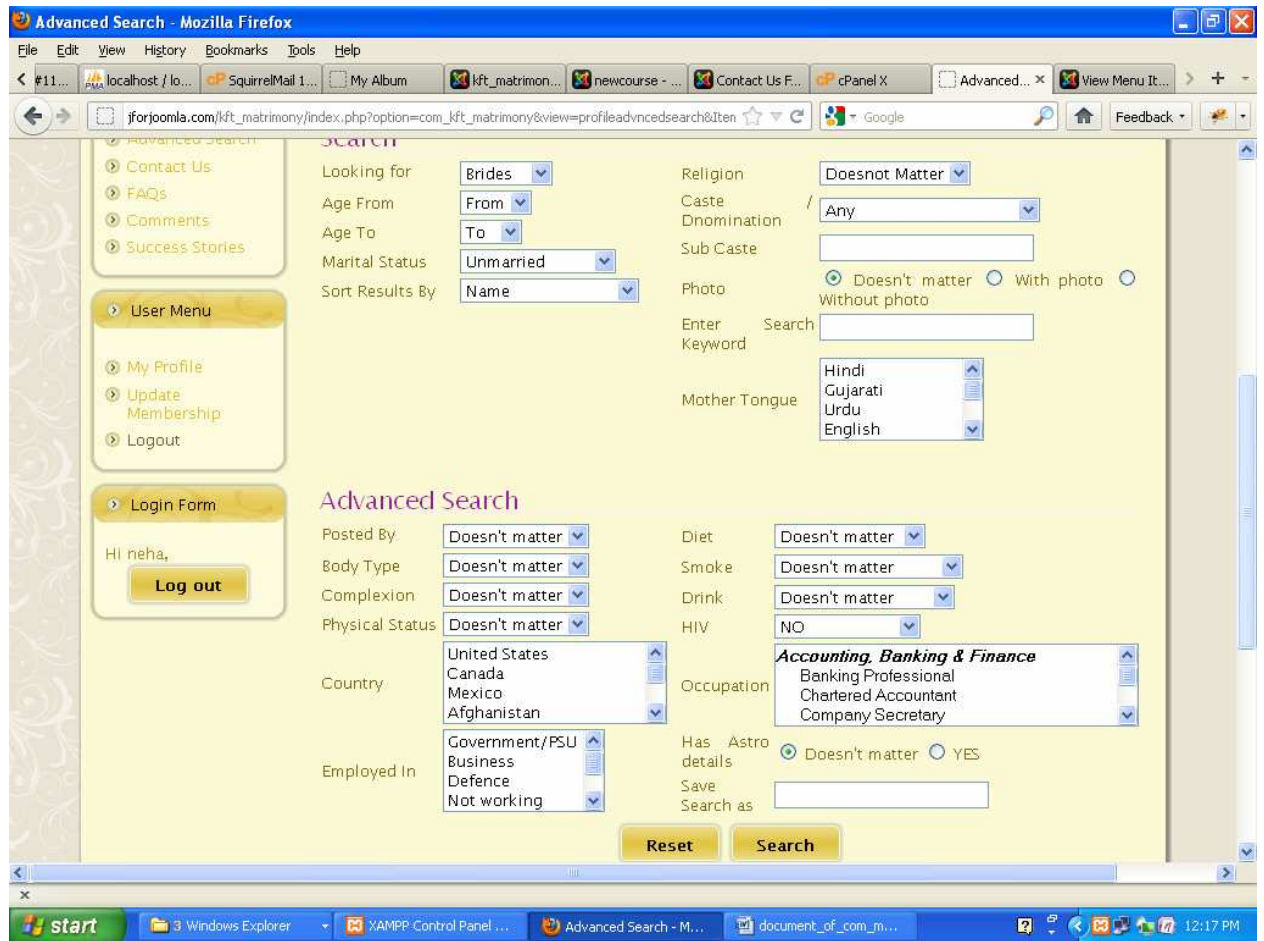 Advanced Search - Mozilla Firefox
File Edit View History Bookmarks Tools Help
#11... localhost / lo... SquirrelMail 1... My Album kft_matrimon... newcourse - ... Contact Us F... cPanel X Advanced... View Menu It...
jforjoomla.com/kft_matrimony/index.php?option=com_kft_matrimony&view=profileadvncedsearch&Iten Google Feedback
Advanced Search
Contact Us
FAQs
Comments
Success Stories
User Menu
My Profile
Update
Membership
Logout
Login Form
Hi neha,
Log out
Search
Looking for Brides
Age From From
Age To To
Marital Status Unmarried
Sort Results By Name
Religion Doesnot Matter
Caste /
Dnomination Any
Sub Caste
Photo Doesn't matter With photo
Without photo
Enter Search
Keyword
Mother Tongue
Hindi
Gujarati
Urdu
English
Advanced Search
Posted By Doesn't matter
Body Type Doesn't matter
Complexion Doesn't matter
Physical Status Doesn't matter
Country
United States
Canada
Mexico
Afghanistan
Employed In
Government/PSU
Business
Defence
Not working
Diet Doesn't matter
Smoke Doesn't matter
Drink Doesn't matter
HIV NO
Occupation
Accounting, Banking & Finance
Banking Professional
Chartered Accountant
Company Secretary
Has Astro
details Doesn't matter YES
Save
Search as
Reset Search
start 3 Windows Explorer XAMPP Control Panel ... Advanced Search - M... document_of_com_m... 12:17 PM